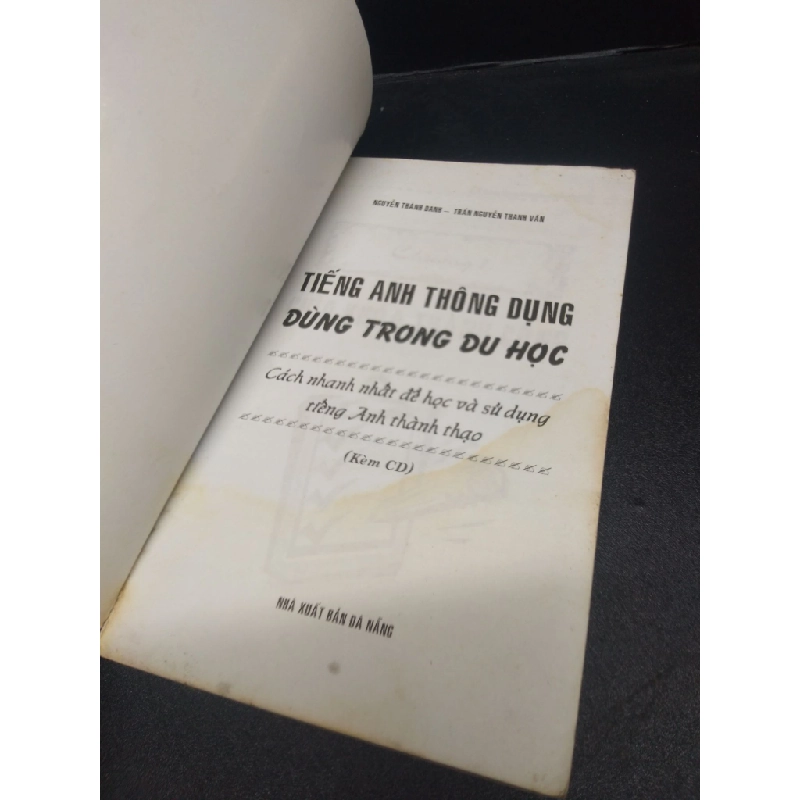 NGUYỄN THÀNH DANH – TRẦN NGUYỄN THANH VÂN
TIẾNG ANH THÔNG DỤNG
DÙNG TRONG DU HỌC
Cách nhanh nhất để học và sử dụng
tiếng Anh thành thạo
(Kèm CD)
NHÀ XUẤT BẢN ĐÀ NẴNG